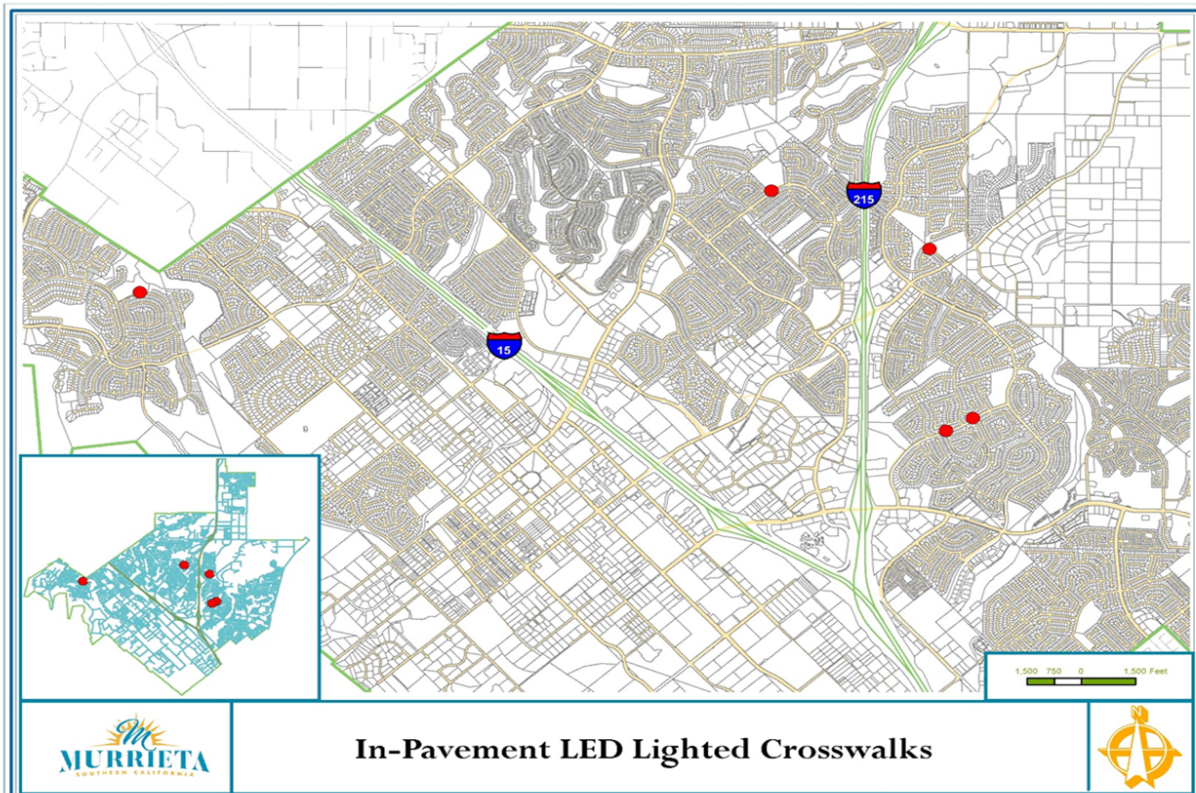 215
15
1,500 750 0 1,500 Feet
M
MURRIETA
SOUTHERN CALIFORNIA
In-Pavement LED Lighted Crosswalks
N